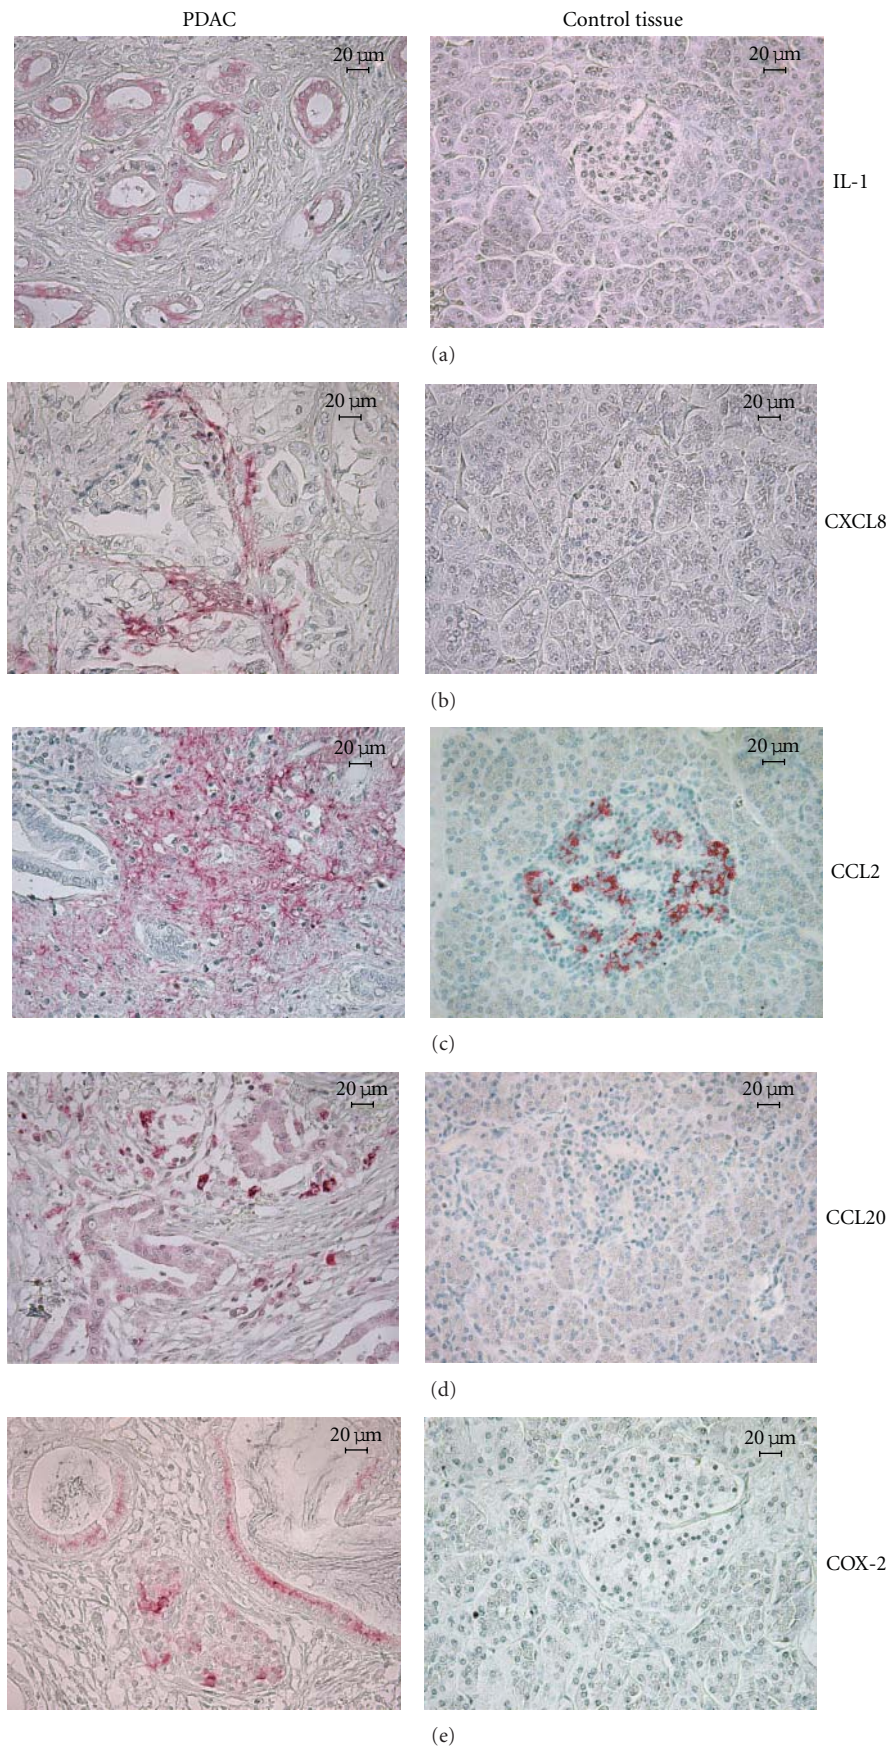 PDAC Control tissue
20 µm 20 µm
IL-1
(a)
20 µm 20 µm
CXCL8
(b)
20 µm 20 µm
CCL2
(c)
20 µm 20 µm
CCL20
(d)
20 µm 20 µm
COX-2
(e)